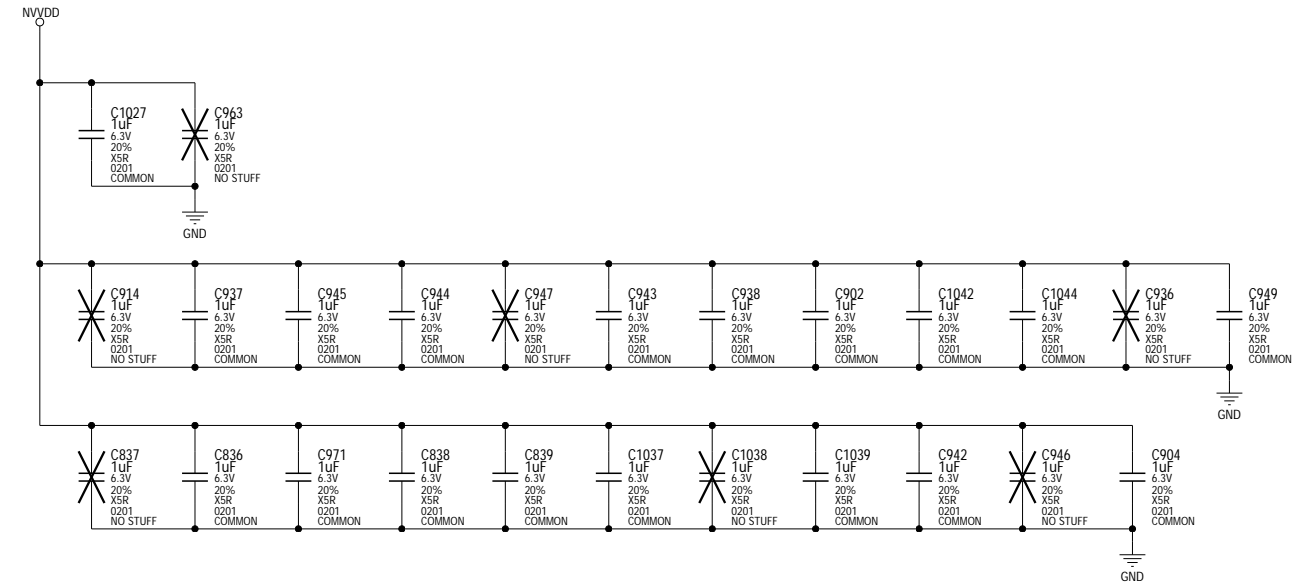 NVVDD
C1027
1uF
6.3V
20%
X5R
0201
COMMON
C963
1uF
6.3V
20%
X5R
0201
NO STUFF
GND
C914
1uF
6.3V
20%
X5R
0201
NO STUFF
C937
1uF
6.3V
20%
X5R
0201
COMMON
C945
1uF
6.3V
20%
X5R
0201
COMMON
C944
1uF
6.3V
20%
X5R
0201
COMMON
C947
1uF
6.3V
20%
X5R
0201
NO STUFF
C943
1uF
6.3V
20%
X5R
0201
COMMON
C938
1uF
6.3V
20%
X5R
0201
COMMON
C902
1uF
6.3V
20%
X5R
0201
COMMON
C1042
1uF
6.3V
20%
X5R
0201
COMMON
C1044
1uF
6.3V
20%
X5R
0201
COMMON
C936
1uF
6.3V
20%
X5R
0201
NO STUFF
C949
1uF
6.3V
20%
X5R
0201
COMMON
GND
C837
1uF
6.3V
20%
X5R
0201
NO STUFF
C836
1uF
6.3V
20%
X5R
0201
COMMON
C971
1uF
6.3V
20%
X5R
0201
COMMON
C838
1uF
6.3V
20%
X5R
0201
COMMON
C839
1uF
6.3V
20%
X5R
0201
COMMON
C1037
1uF
6.3V
20%
X5R
0201
COMMON
C1038
1uF
6.3V
20%
X5R
0201
NO STUFF
C1039
1uF
6.3V
20%
X5R
0201
COMMON
C942
1uF
6.3V
20%
X5R
0201
COMMON
C946
1uF
6.3V
20%
X5R
0201
NO STUFF
C904
1uF
6.3V
20%
X5R
0201
COMMON
GND